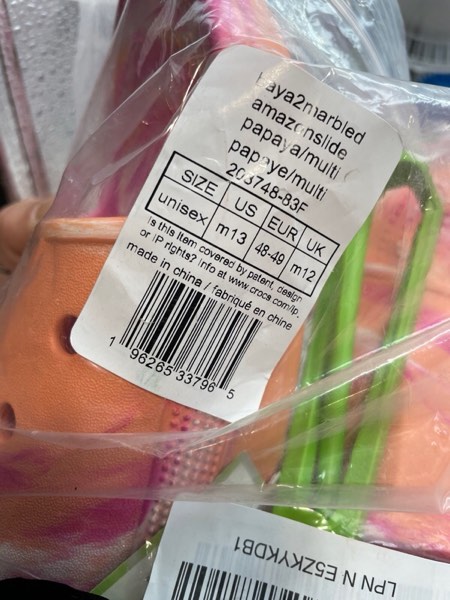 aya2marbled
amazonslide
papaya/multi
papaye/multi
206748-83F
SIZE US EUR UK
unisex m13 48-49 m12
Is this item covered by patent, design
or IP rights? Info at www.crocs.com/ip.
made in china / fabriqué en chine
1 96265 33796 5
LPN N E5ZKYKDB1